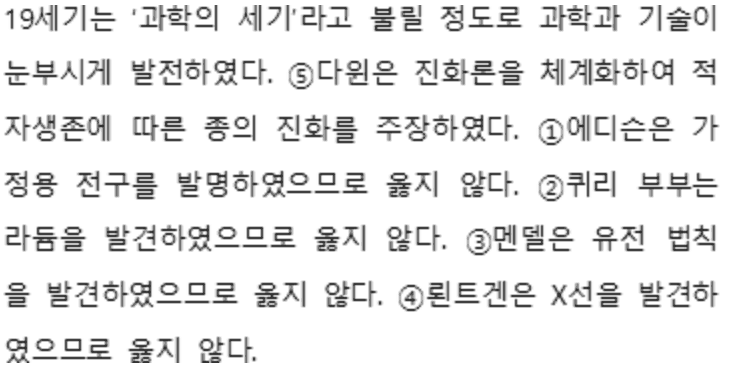 19세기는 ‘과학의 세기’라고 불릴 정도로 과학과 기술이
눈부시게 발전하였다. ⑤다윈은 진화론을 체계화하여 적
자생존에 따른 종의 진화를 주장하였다. ①에디슨은 가
정용 전구를 발명하였으므로 옳지 않다. ②퀴리 부부는
라듐을 발견하였으므로 옳지 않다. ③멘델은 유전 법칙
을 발견하였으므로 옳지 않다. ④뢴트겐은 X선을 발견하
였으므로 옳지 않다.